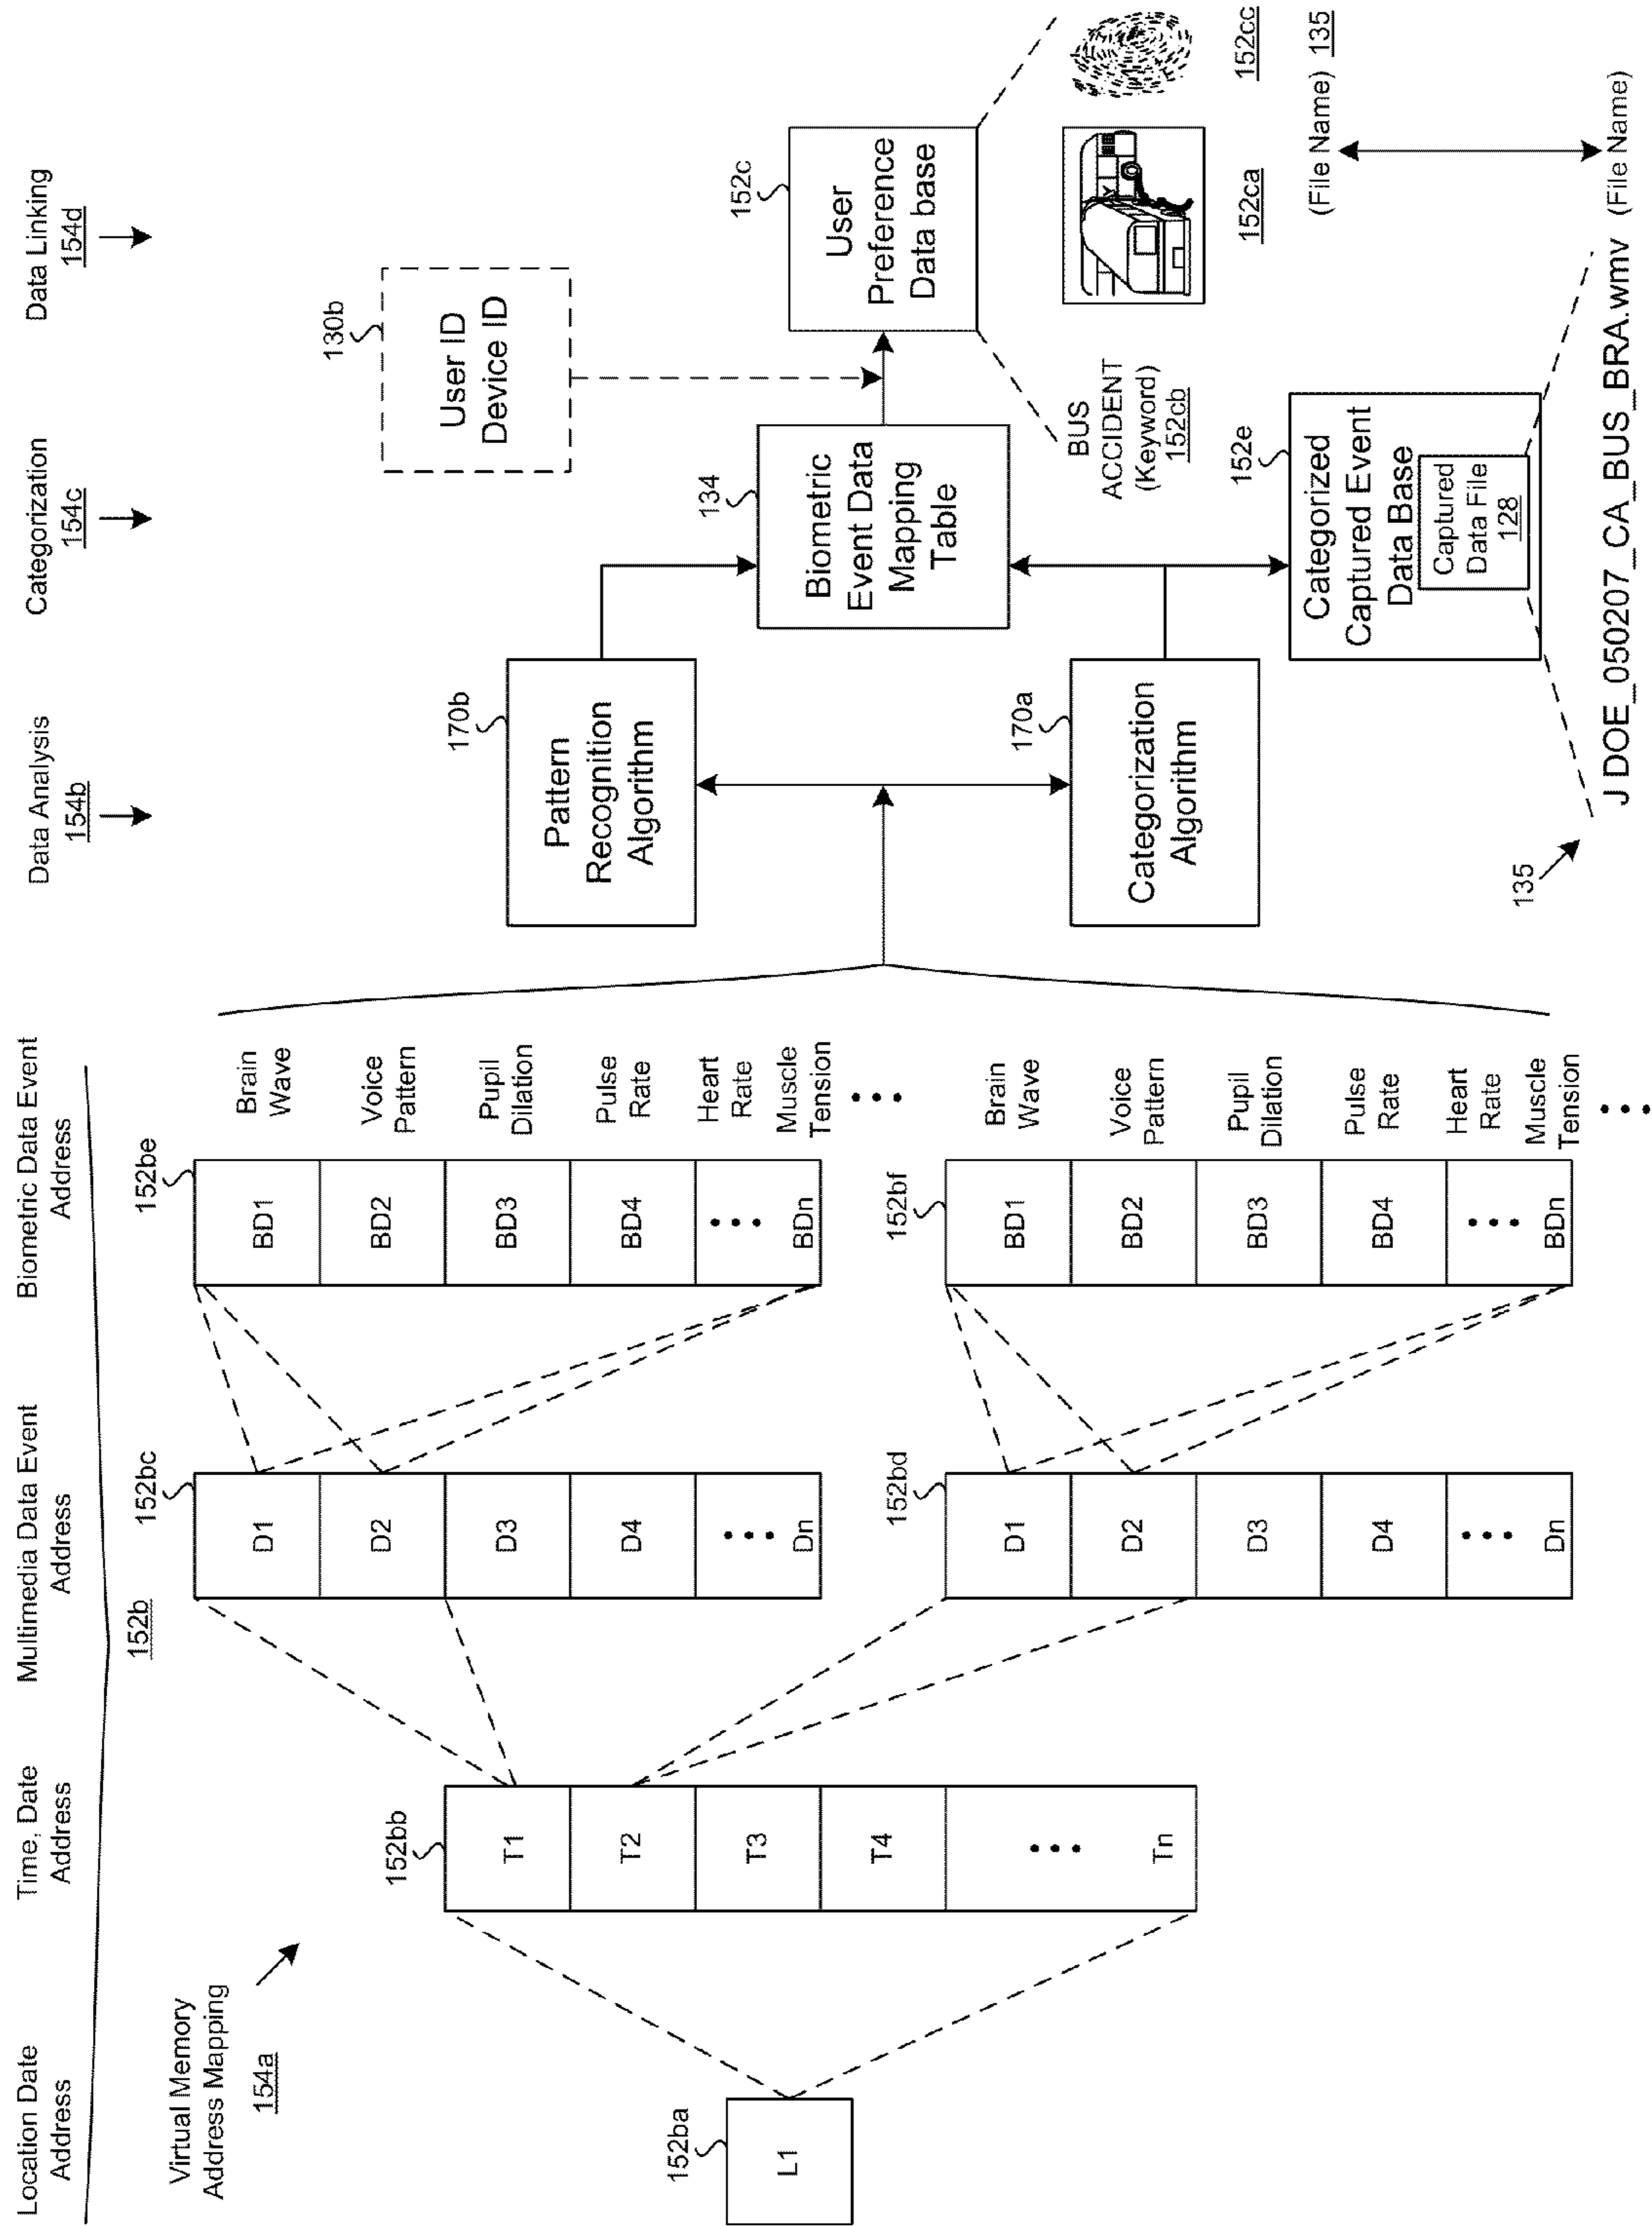 Location Date
Address
Time, Date
Address
Multimedia Data Event
Address
Biometric Data Event
Address
Data Analysis
154b
Categorization
154c
Data Linking
154d
152b
Virtual Memory
Address Mapping
154a
152ba
L1
152bb
T1
T2
T3
T4
Tn
152bc
D1
D2
D3
D4
Dn
152bd
D1
D2
D3
D4
Dn
152be
BD1
BD2
BD3
BD4
BDn
Brain
Wave
Voice
Pattern
Pupil
Dilation
Pulse
Rate
Heart
Rate
Muscle
Tension
152bf
BD1
BD2
BD3
BD4
BDn
Brain
Wave
Voice
Pattern
Pupil
Dilation
Pulse
Rate
Heart
Rate
Muscle
Tension
170b
Pattern
Recognition
Algorithm
170a
Categorization
Algorithm
130b
User ID
Device ID
134
Biometric
Event Data
Mapping
Table
152c
User
Preference
Data base
BUS
ACCIDENT
(Keyword)
152cb
152ca
152cc
(File Name) 135
152e
Categorized
Captured Event
Data Base
Captured
Data File
128
135
J DOE_050207_CA_BUS_BRA.wmv (File Name)